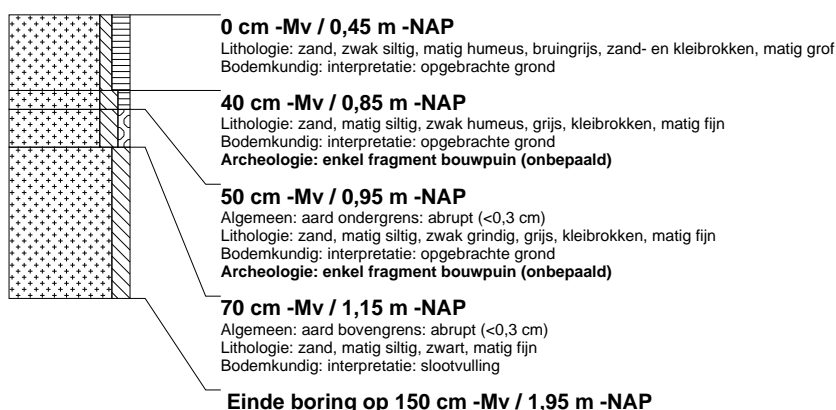 0 cm -Mv / 0,45 m -NAP
Lithologie: zand, zwak siltig, matig humeus, bruingrijs, zand- en kleibrokken, matig grof
Bodemkundig: interpretatie: opgebrachte grond
40 cm -Mv / 0,85 m -NAP
Lithologie: zand, matig siltig, zwak humeus, grijs, kleibrokken, matig fijn
Bodemkundig: interpretatie: opgebrachte grond
Archeologie: enkel fragment bouwpuin (onbepaald)
50 cm -Mv / 0,95 m -NAP
Algemeen: aard ondergrens: abrupt (<0,3 cm)
Lithologie: zand, matig siltig, zwak grindig, grijs, kleibrokken, matig fijn
Bodemkundig: interpretatie: opgebrachte grond
Archeologie: enkel fragment bouwpuin (onbepaald)
70 cm -Mv / 1,15 m -NAP
Algemeen: aard bovengrens: abrupt (<0,3 cm)
Lithologie: zand, matig siltig, zwart, matig fijn
Bodemkundig: interpretatie: slootvulling
Einde boring op 150 cm -Mv / 1,95 m -NAP